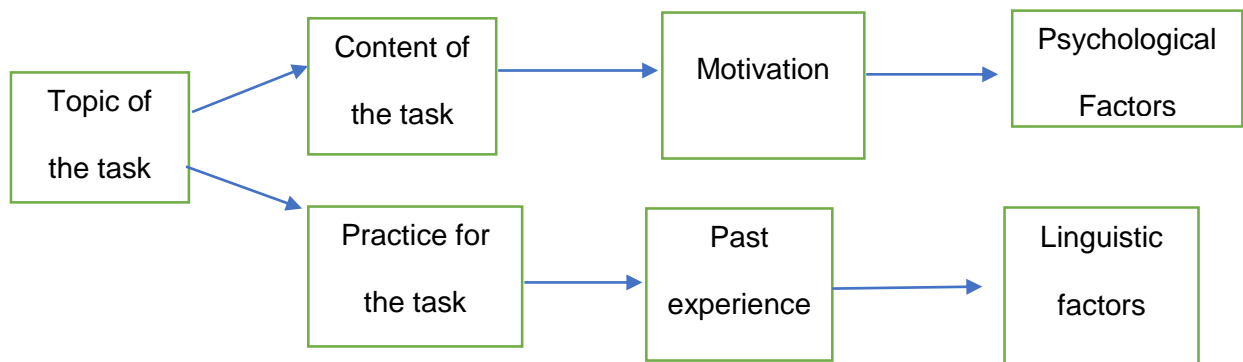 Topic of
the task
Content of
the task
Motivation
Psychological
Factors
Practice for
the task
Past
experience
Linguistic
factors